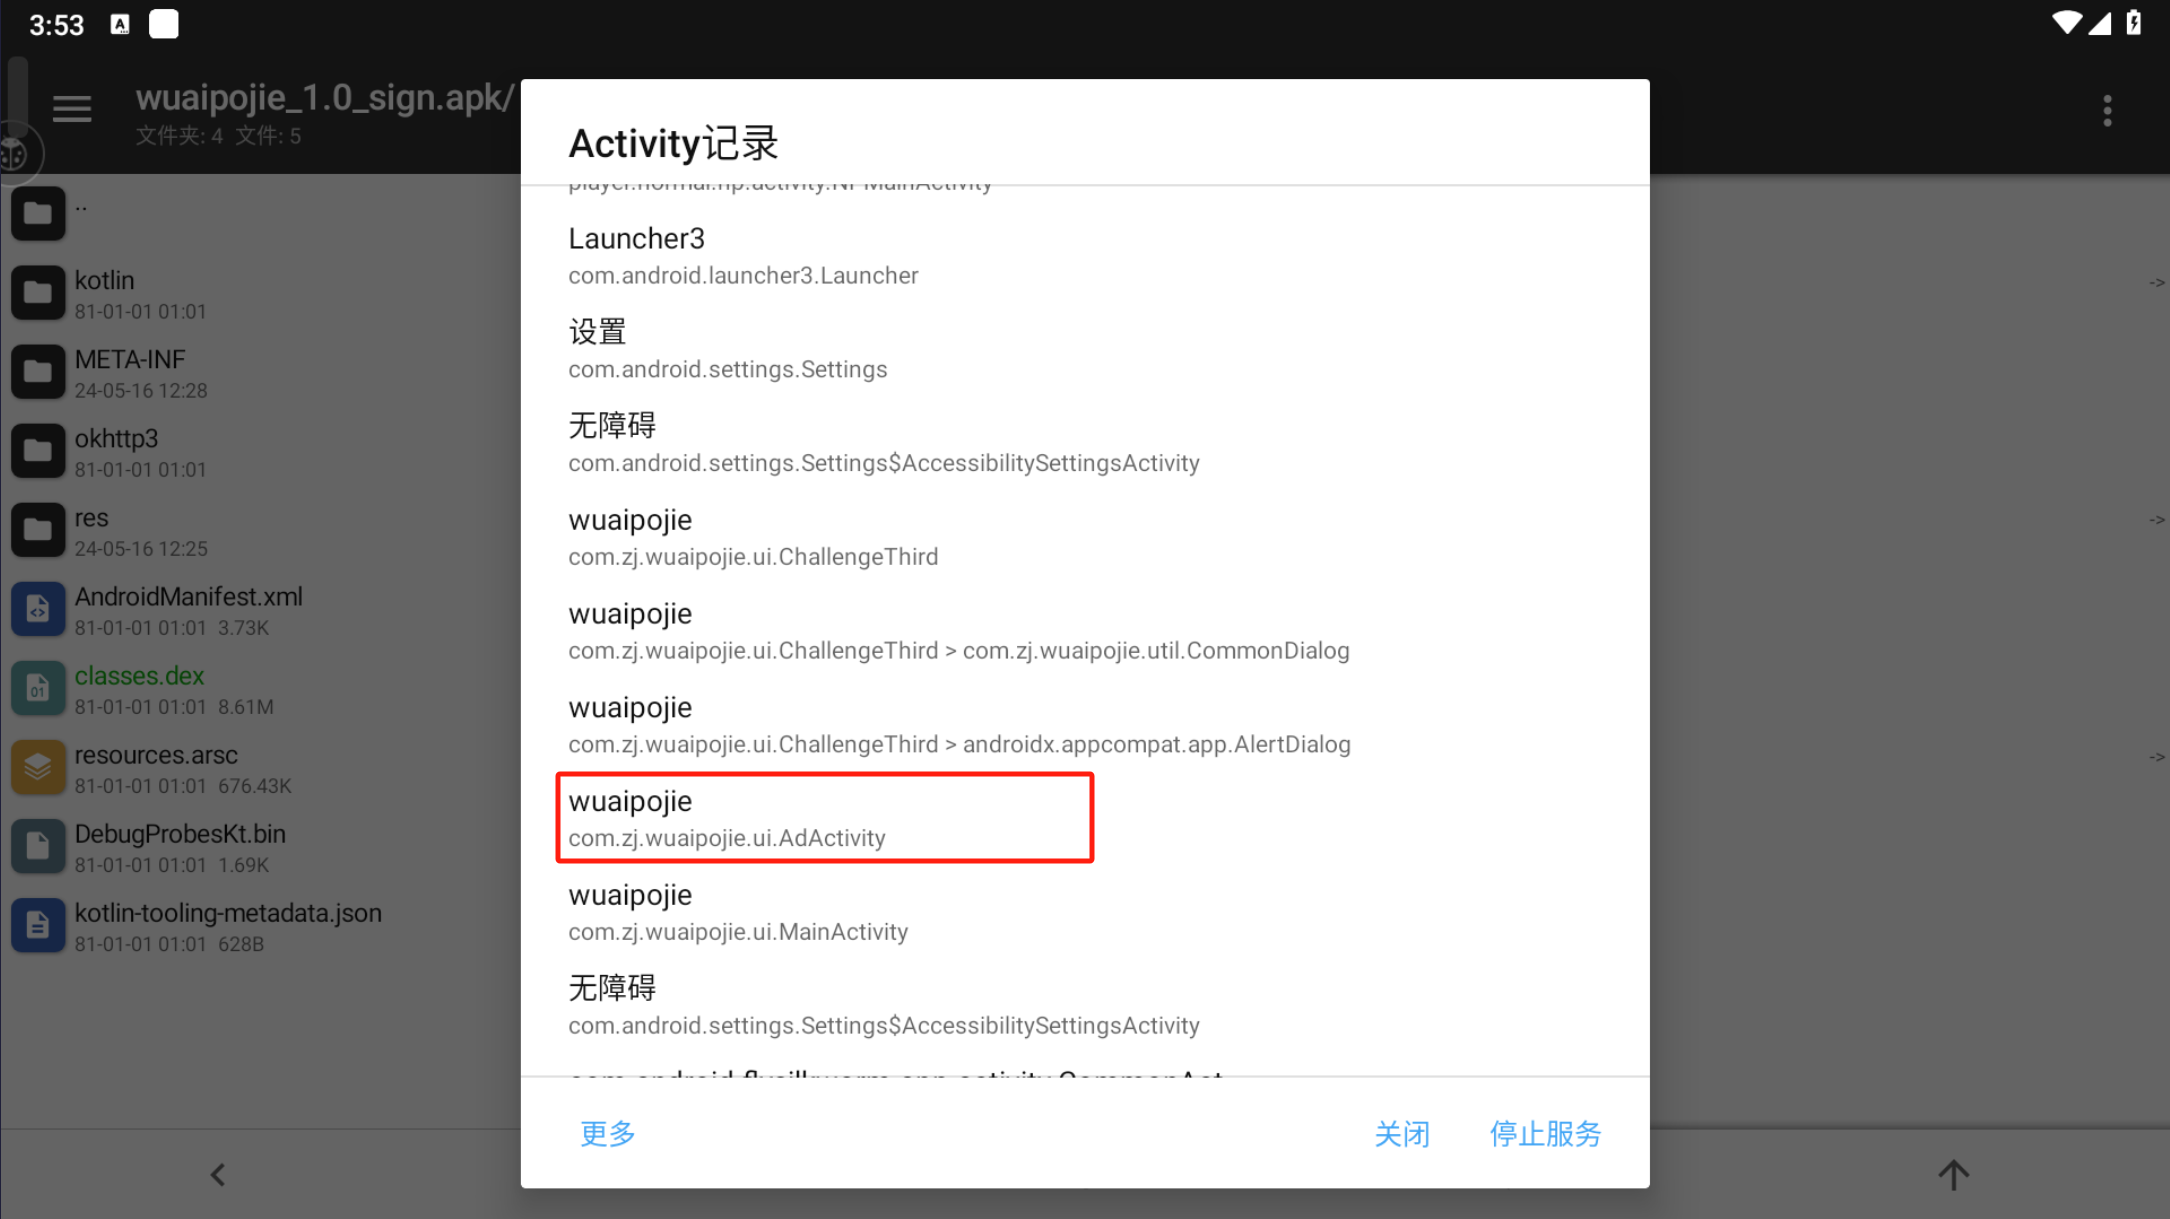 3:53
wuaipojie_1.0_sign.apk/
文件夹: 4 文件: 5
..
kotlin
81-01-01 01:01
META-INF
24-05-16 12:28
okhttp3
81-01-01 01:01
res
24-05-16 12:25
AndroidManifest.xml
81-01-01 01:01 3.73K
classes.dex
81-01-01 01:01 8.61M
resources.arsc
81-01-01 01:01 676.43K
DebugProbesKt.bin
81-01-01 01:01 1.69K
kotlin-tooling-metadata.json
81-01-01 01:01 628B
Activity记录
player.normal.np.activity.NPMainActivity
Launcher3
com.android.launcher3.Launcher
设置
com.android.settings.Settings
无障碍
com.android.settings.Settings$AccessibilitySettingsActivity
wuaipojie
com.zj.wuaipojie.ui.ChallengeThird
wuaipojie
com.zj.wuaipojie.ui.ChallengeThird > com.zj.wuaipojie.util.CommonDialog
wuaipojie
com.zj.wuaipojie.ui.ChallengeThird > androidx.appcompat.app.AlertDialog
wuaipojie
com.zj.wuaipojie.ui.AdActivity
wuaipojie
com.zj.wuaipojie.ui.MainActivity
无障碍
com.android.settings.Settings$AccessibilitySettingsActivity
更多
关闭
停止服务
->
->
->